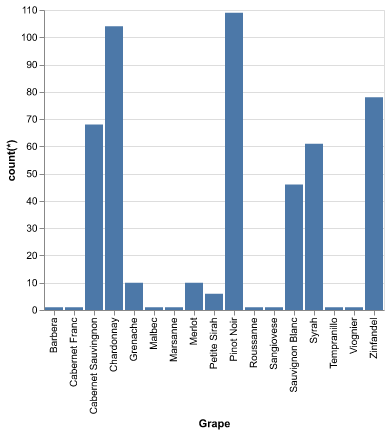 count(*)
110
100
90
80
70
60
50
40
30
20
10
0
Barbera
Cabernet Franc
Cabernet Sauvingnon
Chardonnay
Grenache
Malbec
Marsanne
Merlot
Petite Sirah
Pinot Noir
Roussanne
Sangiovese
Sauvignon Blanc
Syrah
Tempranillo
Viognier
Zinfandel
Grape